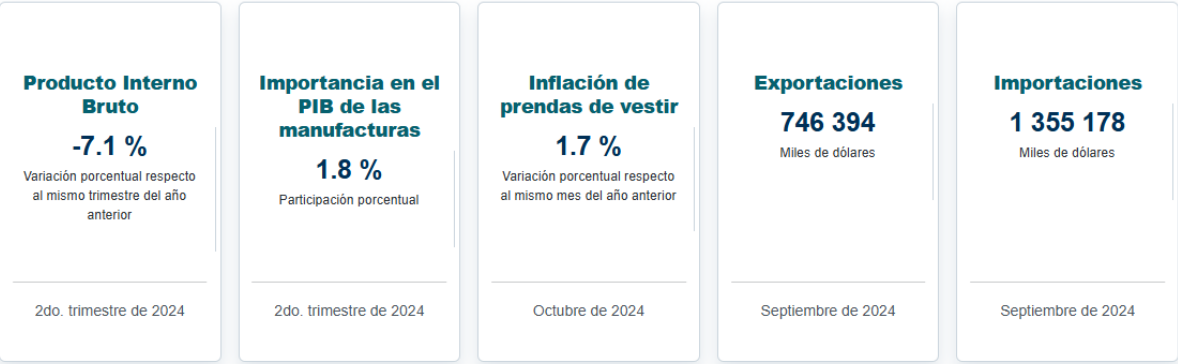 Producto Interno
Bruto
-7.1 %
Variación porcentual respecto
al mismo trimestre del año
anterior
2do. trimestre de 2024
Importancia en el
PIB de las
manufacturas
1.8 %
Participación porcentual
2do. trimestre de 2024
Inflación de
prendas de vestir
1.7 %
Variación porcentual respecto
al mismo mes del año anterior
Octubre de 2024
Exportaciones
746 394
Miles de dólares
Septiembre de 2024
Importaciones
1 355 178
Miles de dólares
Septiembre de 2024